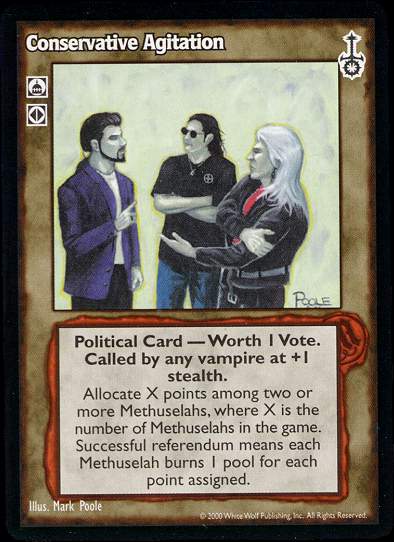 Conservative Agitation
POOLE
Political Card — Worth 1 Vote.
Called by any vampire at +1
stealth.
Allocate X points among two or
more Methuselahs, where X is the
number of Methuselahs in the game.
Successful referendum means each
Methuselah burns 1 pool for each
point assigned.
Illus. Mark Poole
© 2000 White Wolf Publishing, Inc. All Rights Reserved.